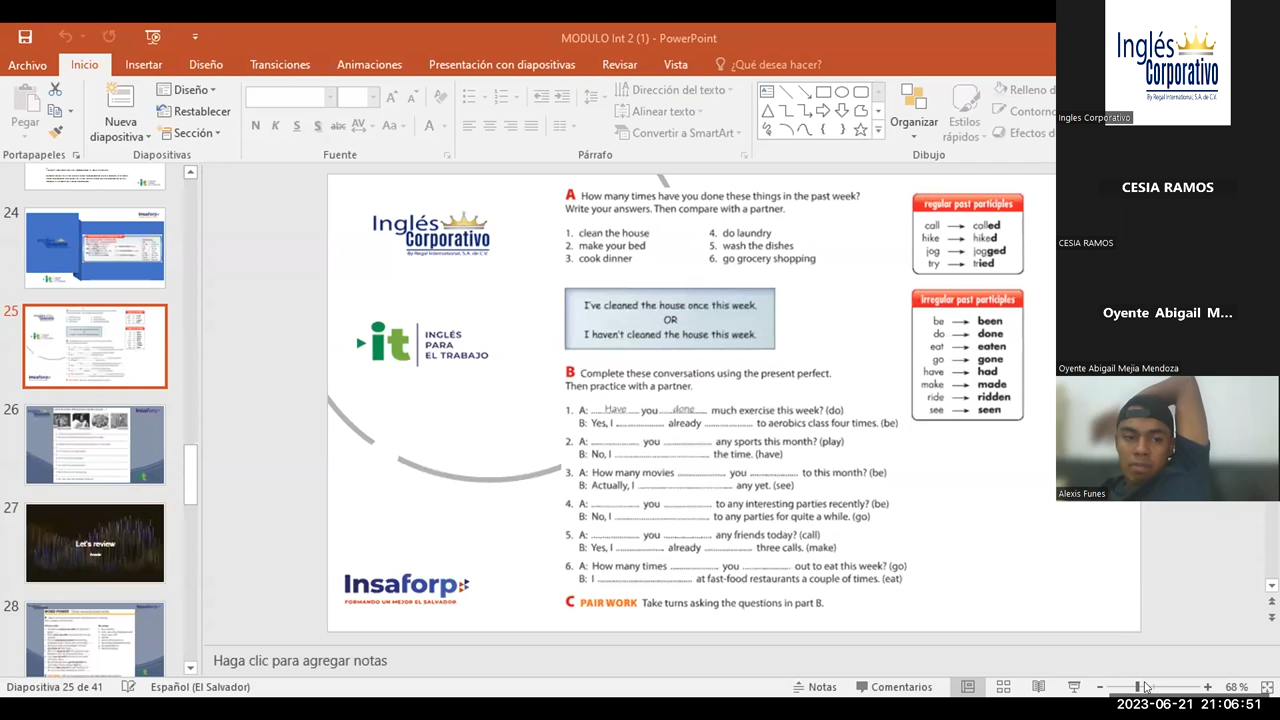 MODULO Int 2 (1) - PowerPoint
Archivo Inicio Insertar Diseño Transiciones Animaciones Presentación con diapositivas Revisar Vista ¿Qué desea hacer?
Pegar
Nueva diapositiva
Diseño
Restablecer
Sección
N K S S abc Aa A
Dirección del texto
Alinear texto
Convertir a SmartArt
Organizar
Estilos rápidos
Relleno d
Contorno
Efectos d
Portapapeles Diapositivas Fuente Párrafo Dibujo
24
25
26
27
Let's review
28
Inglés
Corporativo
By Regal International, S.A. de C.V.
it INGLÉS
PARA
EL TRABAJO
Insaforp
FORMANDO UN MEJOR EL SALVADOR
A How many times have you done these things in the past week?
Write your answers. Then compare with a partner.
1. clean the house 4. do laundry
2. make your bed 5. wash the dishes
3. cook dinner 6. go grocery shopping
I've cleaned the house once this week.
OR
I haven't cleaned the house this week.
B Complete these conversations using the present perfect.
Then practice with a partner.
1. A: Have you done much exercise this week? (do)
B: Yes, I already to aerobics class four times. (be)
2. A: you any sports this month? (play)
B: No, I the time. (have)
3. A: How many movies you to this month? (be)
B: Actually, I any yet. (see)
4. A: you to any interesting parties recently? (be)
B: No, I to any parties for quite a while. (go)
5. A: you any friends today? (call)
B: Yes, I already three calls. (make)
6. A: How many times you out to eat this week? (go)
B: I at fast-food restaurants a couple of times. (eat)
C PAIR WORK Take turns asking the questions in part B.
regular past participles
call → called
hike → hiked
jog → jogged
try → tried
irregular past participles
be → been
do → done
eat → eaten
go → gone
have → had
make → made
ride → ridden
see → seen
Haga clic para agregar notas
Diapositiva 25 de 41 Español (El Salvador) Notas Comentarios 68 %
Inglés
Corporativo
By Regal International, S.A. de C.V.
Ingles Corporativo
CESIA RAMOS
CESIA RAMOS
Oyente Abigail M...
Oyente Abigail Mejia Mendoza
Alexis Funes
2023-06-21 21:06:51